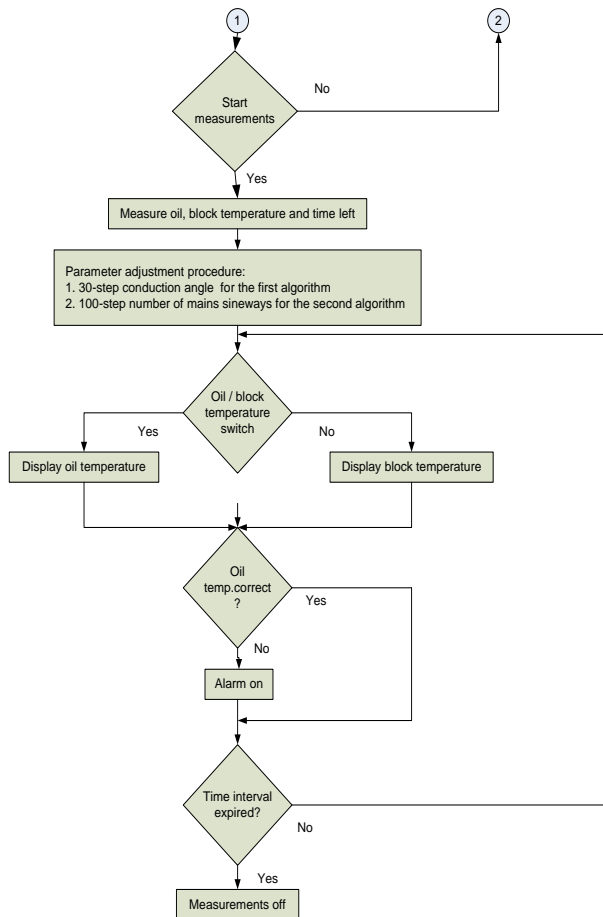 1
2
Start
measurements
No
Yes
Measure oil, block temperature and time left
Parameter adjustment procedure:
1. 30-step conduction angle for the first algorithm
2. 100-step number of mains sineways for the second algorithm
Oil / block
temperature
switch
Yes
No
Display oil temperature
Display block temperature
Oil
temp.correct
?
Yes
No
Alarm on
Time interval
expired?
No
Yes
Measurements off